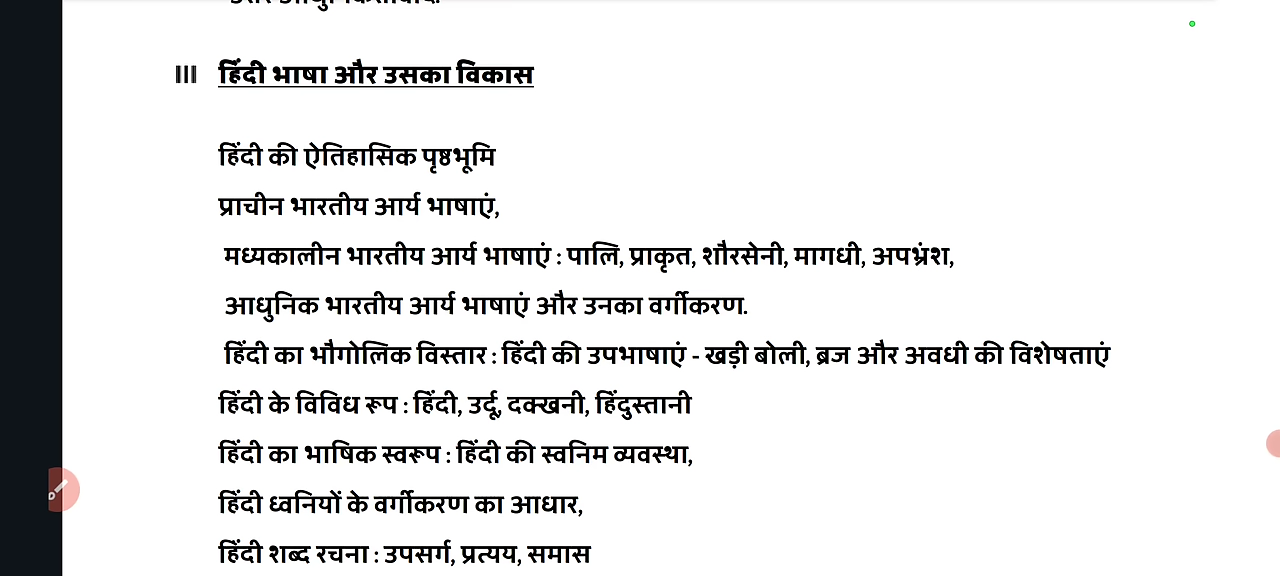 III हिंदी भाषा और उसका विकास
हिंदी की ऐतिहासिक पृष्ठभूमि
प्राचीन भारतीय आर्य भाषाएं,
मध्यकालीन भारतीय आर्य भाषाएं : पालि, प्राकृत, शौरसेनी, मागधी, अपभ्रंश,
आधुनिक भारतीय आर्य भाषाएं और उनका वर्गीकरण.
हिंदी का भौगोलिक विस्तार : हिंदी की उपभाषाएं - खड़ी बोली, ब्रज और अवधी की विशेषताएं
हिंदी के विविध रूप : हिंदी, उर्दू, दक्खनी, हिंदुस्तानी
हिंदी का भाषिक स्वरूप : हिंदी की स्वनिम व्यवस्था,
हिंदी ध्वनियों के वर्गीकरण का आधार,
हिंदी शब्द रचना : उपसर्ग, प्रत्यय, समास